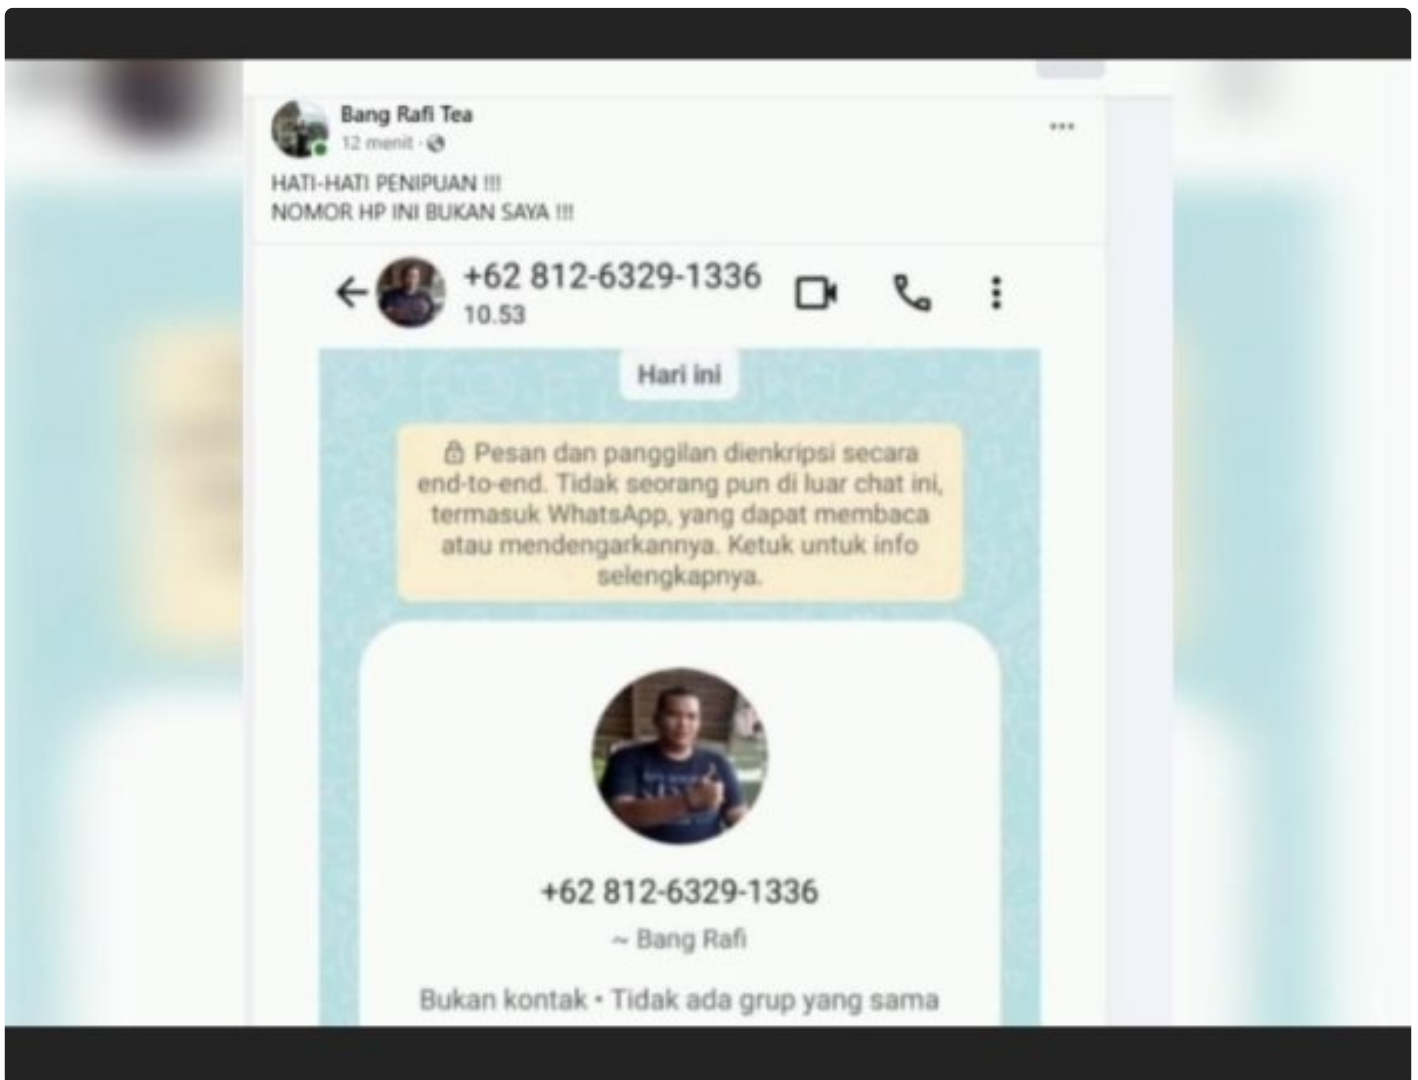 Bang Rafi Tea
12 menit ·
HATI-HATI PENIPUAN !!!
NOMOR HP INI BUKAN SAYA !!!
+62 812-6329-1336
10.53
Hari ini
Pesan dan panggilan dienkripsi secara
end-to-end. Tidak seorang pun di luar chat ini,
termasuk WhatsApp, yang dapat membaca
atau mendengarkannya. Ketuk untuk info
selengkapnya.
+62 812-6329-1336
~ Bang Rafi
Bukan kontak • Tidak ada grup yang sama